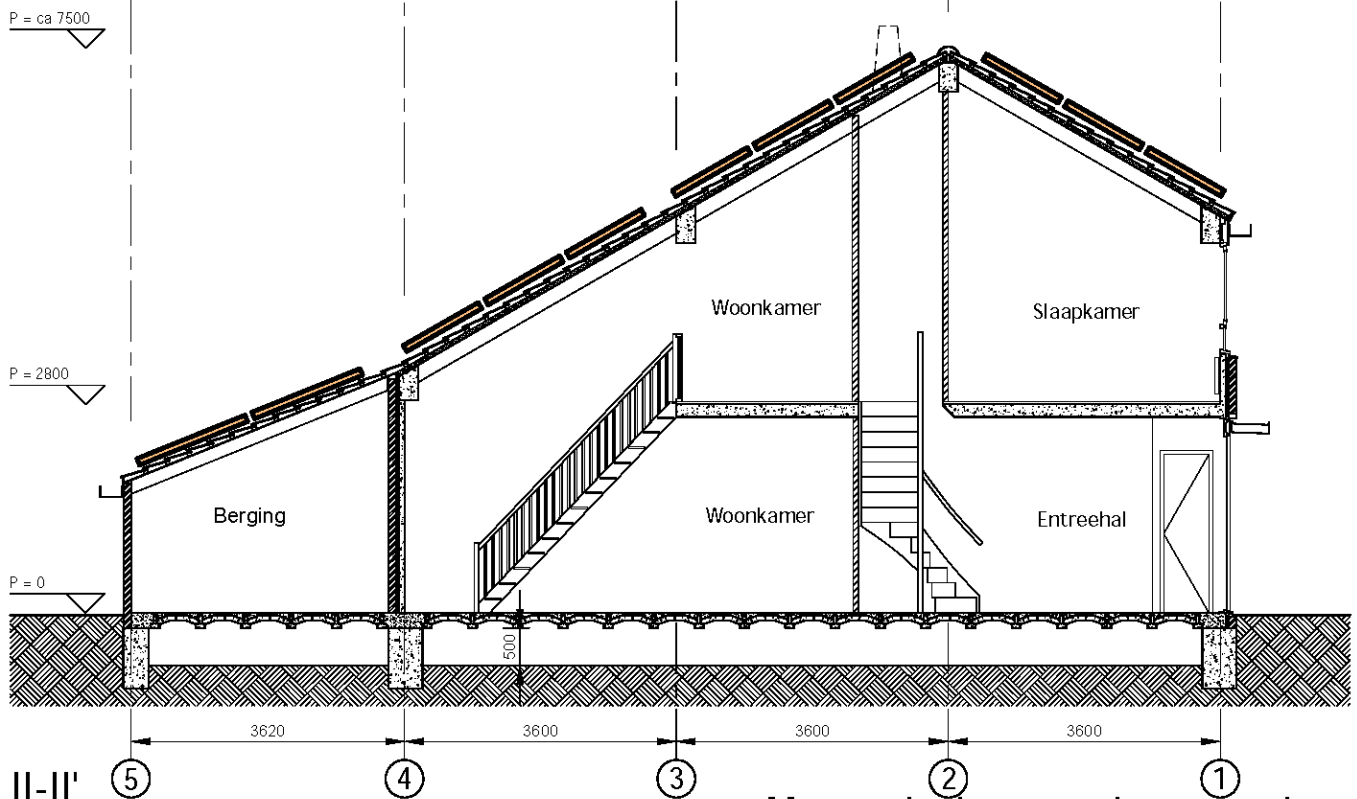 P = ca 7500
Woonkamer
Slaapkamer
P = 2800
Berging
Woonkamer
Entreehal
P = 0
500
3620
3600
3600
3600
II-II'
5
4
3
2
1